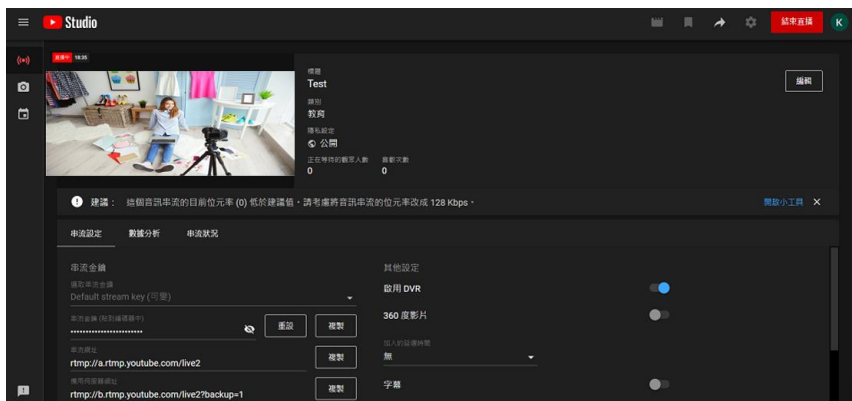 Studio
結束直播
K
直播中 18:35
標題
Test
編輯
類別
教育
隱私設定
公開
正在等待的觀眾人數 喜歡次數
0 0
建議： 這個音訊串流的目前位元率 (0) 低於建議值。請考慮將音訊串流的位元率改成 128 Kbps。
開啟小工具
串流設定 數據分析 串流狀況
串流金鑰
其他設定
選取串流金鑰
Default stream key (可變)
啟用 DVR
串流金鑰 (貼到編碼器中)
重設 複製
360 度影片
串流網址
rtmp://a.rtmp.youtube.com/live2
複製
加入的延遲時間
無
備用伺服器網址
rtmp://b.rtmp.youtube.com/live2?backup=1
複製
字幕